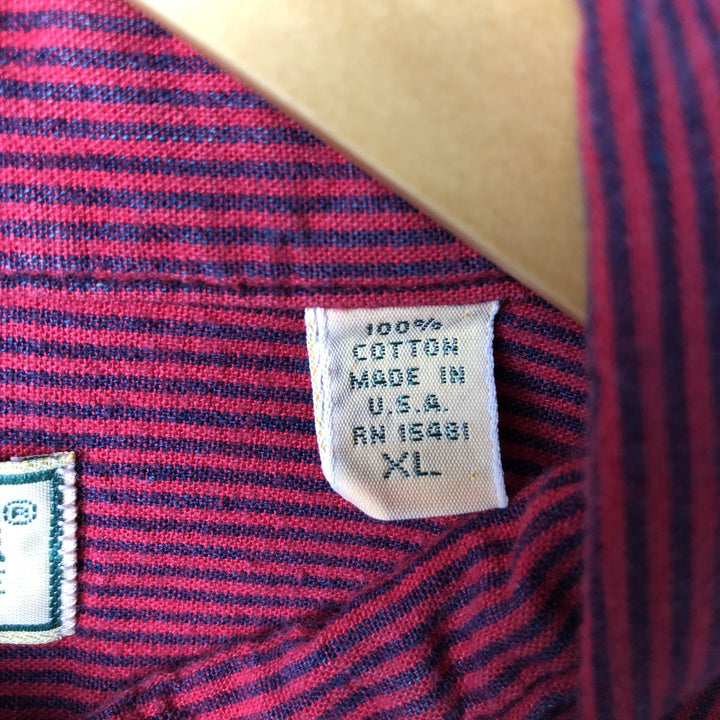 100%
COTTON
MADE IN
U.S.A.
RN 15481
XL
®